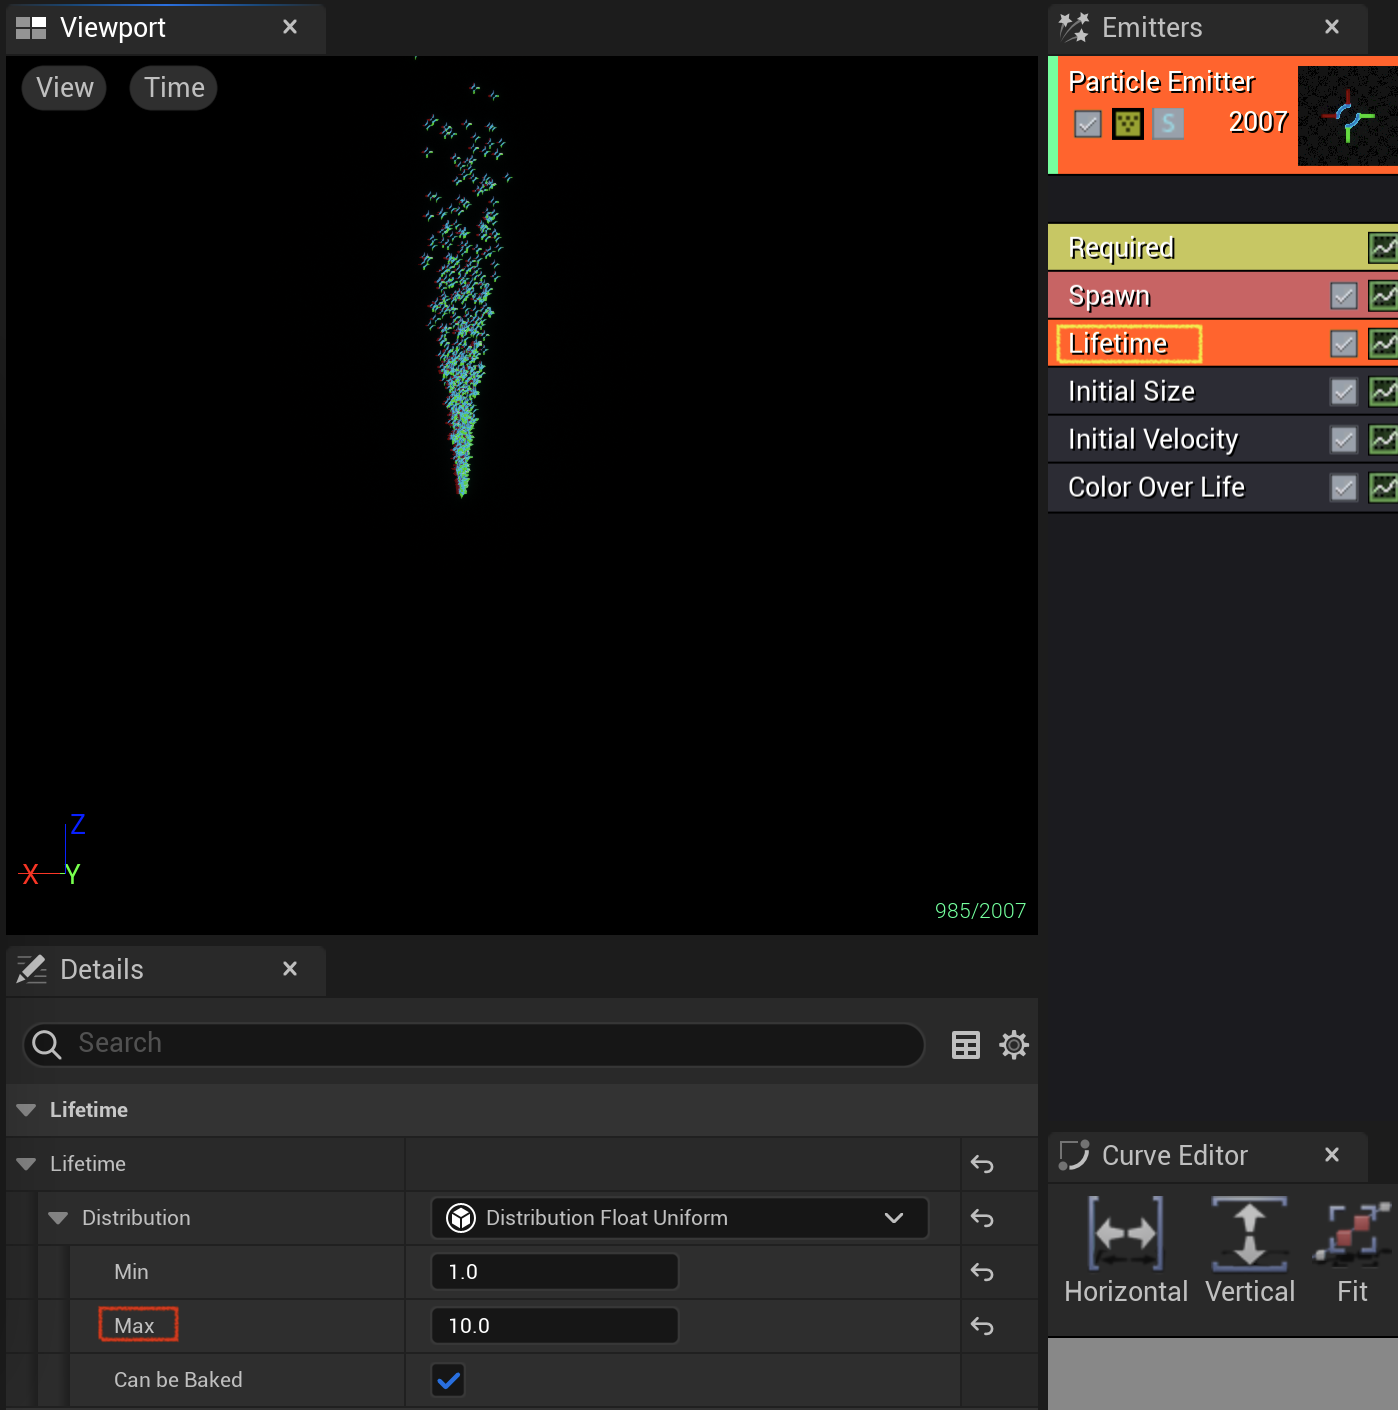 Viewport
View
Time
Z
X
Y
985/2007
Emitters
Particle Emitter
S
2007
Required
Spawn
Lifetime
Initial Size
Initial Velocity
Color Over Life
Details
Search
Lifetime
Lifetime
Distribution
Distribution Float Uniform
Min
1.0
Max
10.0
Can be Baked
Curve Editor
Horizontal
Vertical
Fit